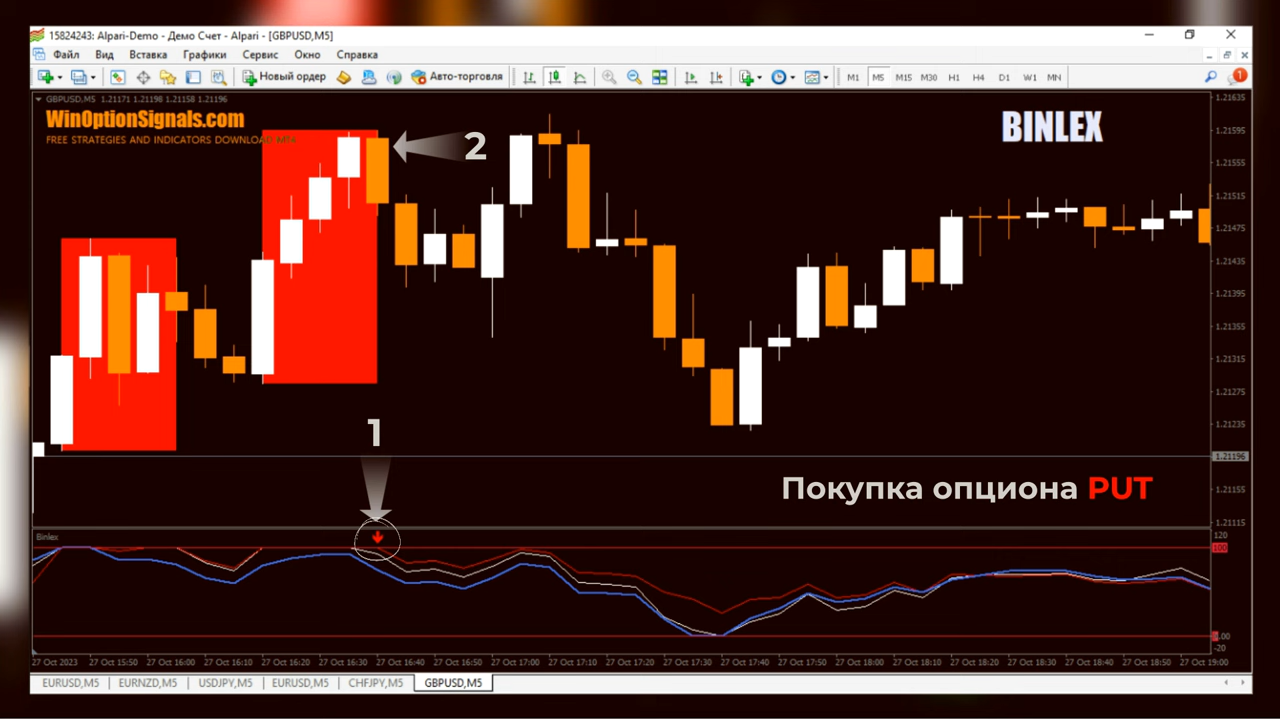 15824243: Alpari-Demo - Демо Счет - Alpari - [GBPUSD,M5]
Файл Вид Вставка Графики Сервис Окно Справка
Новый ордер Авто-торговля M1 M5 M15 M30 H1 H4 D1 W1 MN 1
GBPUSD,M5 1.21171 1.21198 1.21158 1.21196
WinOptionSignals.com
FREE STRATEGIES AND INDICATORS DOWNLOAD MT4
BINLEX
2
1
Покупка опциона PUT
1.21635
1.21595
1.21555
1.21515
1.21475
1.21435
1.21395
1.21355
1.21315
1.21275
1.21235
1.21196
1.21155
1.21115
Binlex
120
100
0.00
-20
27 Oct 2023 27 Oct 15:50 27 Oct 16:00 27 Oct 16:10 27 Oct 16:20 27 Oct 16:30 27 Oct 16:40 27 Oct 16:50 27 Oct 17:00 27 Oct 17:10 27 Oct 17:20 27 Oct 17:30 27 Oct 17:40 27 Oct 17:50 27 Oct 18:00 27 Oct 18:10 27 Oct 18:20 27 Oct 18:30 27 Oct 18:40 27 Oct 18:50 27 Oct 19:00
EURUSD,M5 EURNZD,M5 USDJPY,M5 EURUSD,M5 CHFJPY,M5 GBPUSD,M5